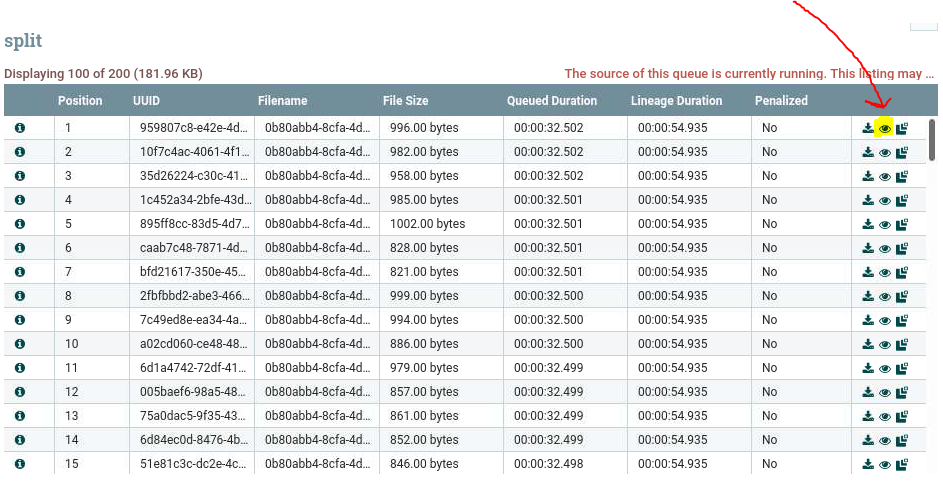 split
Displaying 100 of 200 (181.96 KB) The source of this queue is currently running. This listing may ...
Position UUID Filename File Size Queued Duration Lineage Duration Penalized
1 959807c8-e42e-4d... 0b80abb4-8cfa-4d... 996.00 bytes 00:00:32.502 00:00:54.935 No
2 10f7c4ac-4061-4f1... 0b80abb4-8cfa-4d... 982.00 bytes 00:00:32.502 00:00:54.935 No
3 35d26224-c30c-41... 0b80abb4-8cfa-4d... 958.00 bytes 00:00:32.502 00:00:54.935 No
4 1c452a34-2bfe-43d... 0b80abb4-8cfa-4d... 985.00 bytes 00:00:32.501 00:00:54.935 No
5 895ff8cc-83d5-4d7... 0b80abb4-8cfa-4d... 1002.00 bytes 00:00:32.501 00:00:54.935 No
6 caab7c48-7871-4d... 0b80abb4-8cfa-4d... 828.00 bytes 00:00:32.501 00:00:54.935 No
7 bfd21617-350e-45... 0b80abb4-8cfa-4d... 821.00 bytes 00:00:32.501 00:00:54.935 No
8 2fbfbbd2-abe3-466... 0b80abb4-8cfa-4d... 999.00 bytes 00:00:32.500 00:00:54.935 No
9 7c49ed8e-ea34-4a... 0b80abb4-8cfa-4d... 994.00 bytes 00:00:32.500 00:00:54.935 No
10 a02cd060-ce48-48... 0b80abb4-8cfa-4d... 886.00 bytes 00:00:32.500 00:00:54.935 No
11 6d1a4742-72df-41... 0b80abb4-8cfa-4d... 979.00 bytes 00:00:32.499 00:00:54.935 No
12 005baef6-98a5-48... 0b80abb4-8cfa-4d... 857.00 bytes 00:00:32.499 00:00:54.935 No
13 75a0dac5-9f35-43... 0b80abb4-8cfa-4d... 861.00 bytes 00:00:32.499 00:00:54.935 No
14 6d84ec0d-8476-4b... 0b80abb4-8cfa-4d... 852.00 bytes 00:00:32.499 00:00:54.935 No
15 51e81c3c-dc2e-4c... 0b80abb4-8cfa-4d... 846.00 bytes 00:00:32.498 00:00:54.935 No